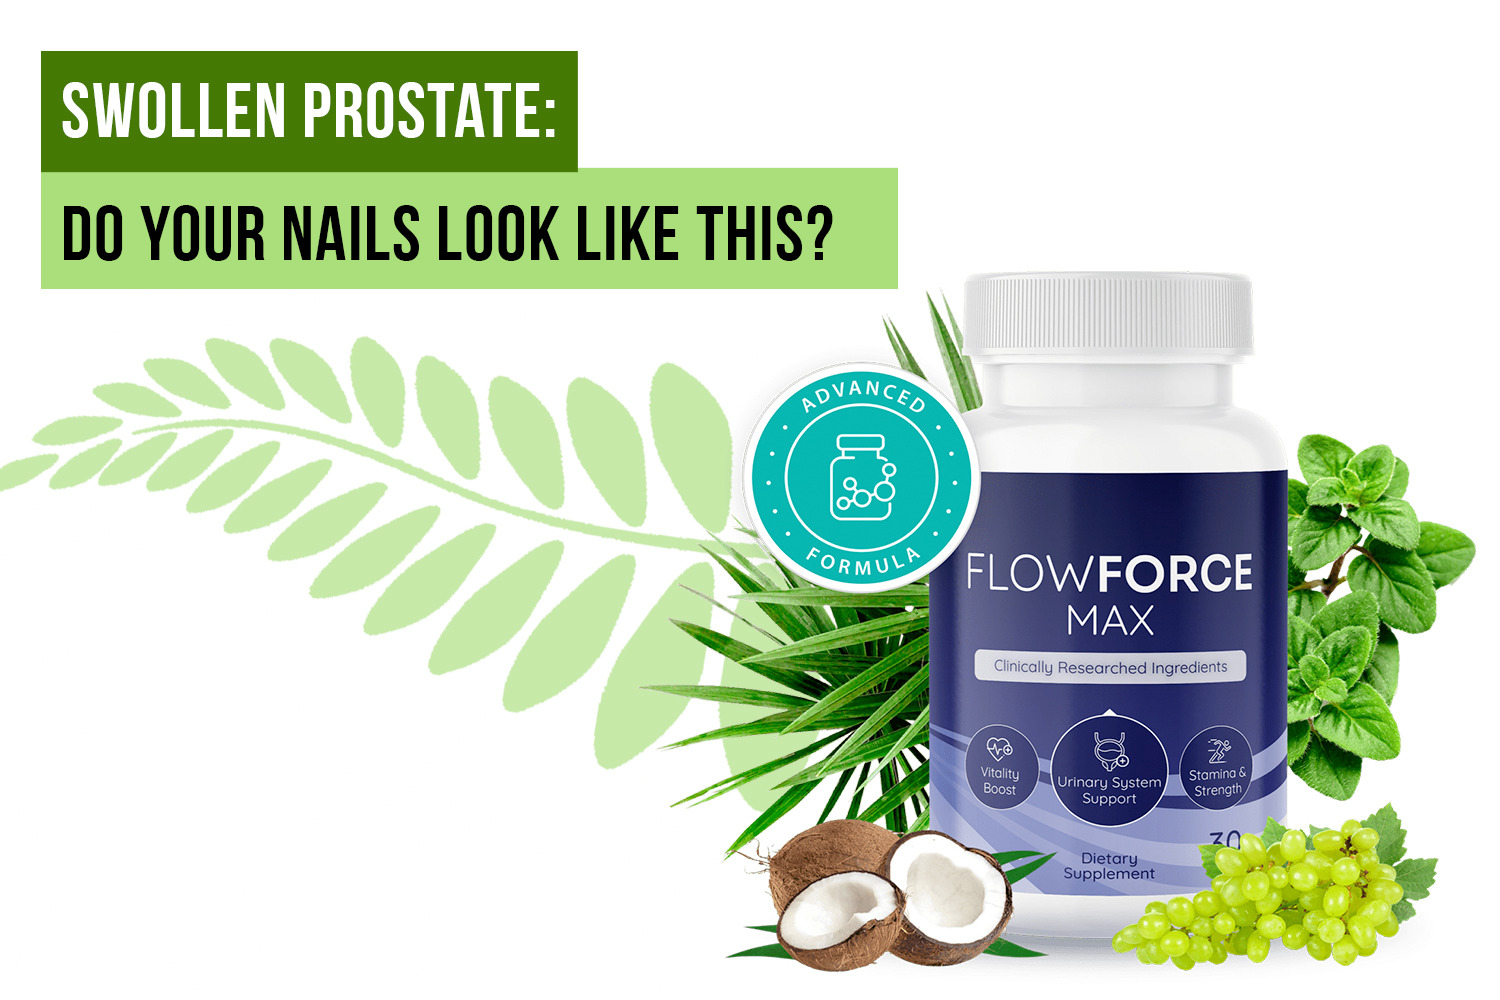 SWOLLEN PROSTATE:
DO YOUR NAILS LOOK LIKE THIS?
ADVANCED
FORMULA
FLOWFORCE
MAX
Clinically Researched Ingredients
Vitality
Boost
Urinary System
Support
Stamina &
Strength
30
Dietary
Supplement